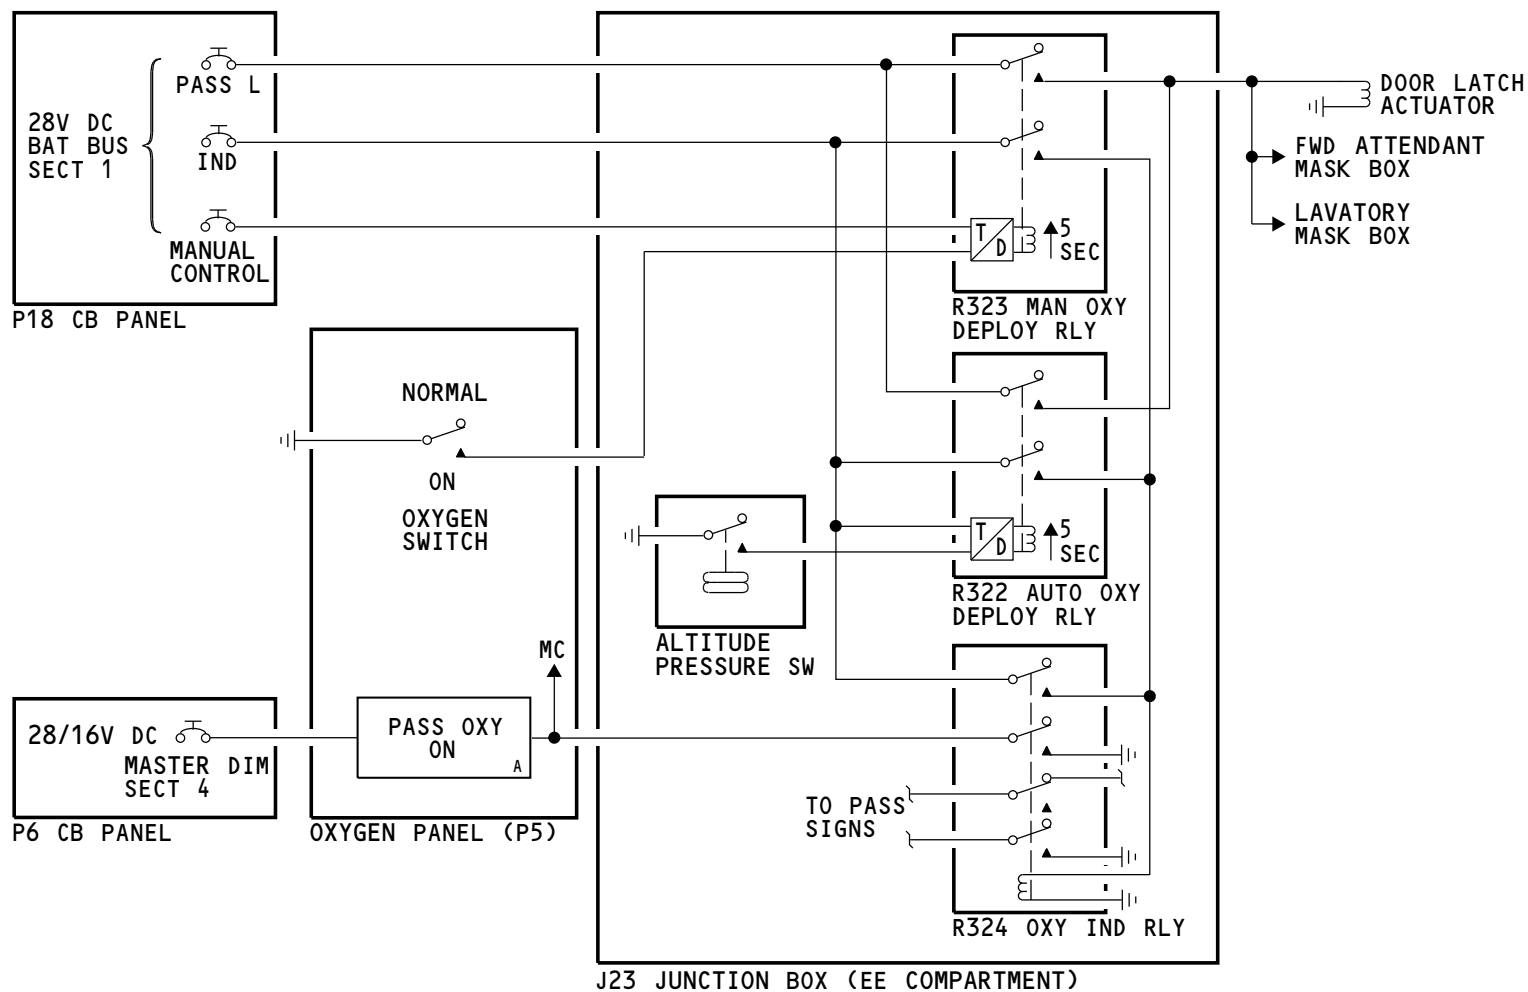 PASS L
28V DC
BAT BUS
SECT 1
IND
MANUAL
CONTROL
P18 CB PANEL
NORMAL
ON
OXYGEN
SWITCH
MC
PASS OXY
ON
A
OXYGEN PANEL (P5)
28/16V DC
MASTER DIM
SECT 4
P6 CB PANEL
T
D
5
SEC
R323 MAN OXY
DEPLOY RLY
T
D
5
SEC
R322 AUTO OXY
DEPLOY RLY
ALTITUDE
PRESSURE SW
TO PASS
SIGNS
R324 OXY IND RLY
J23 JUNCTION BOX (EE COMPARTMENT)
DOOR LATCH
ACTUATOR
FWD ATTENDANT
MASK BOX
LAVATORY
MASK BOX